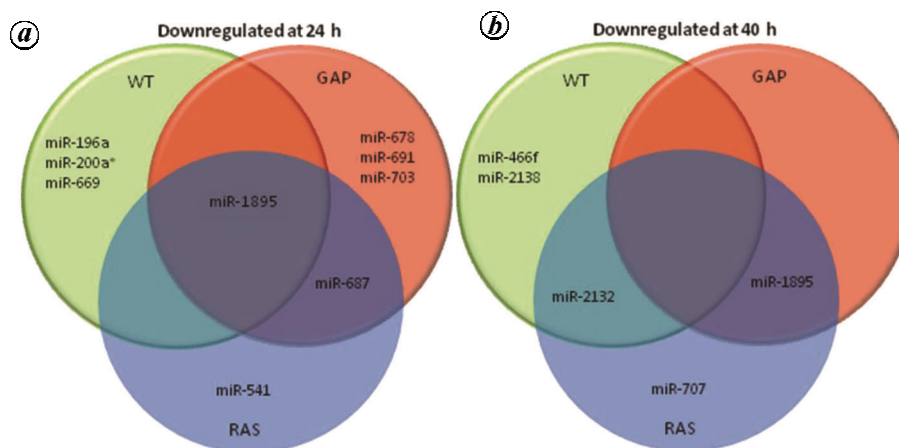 a
Downregulated at 24 h
WT
GAP
miR-196a
miR-200a*
miR-669
miR-678
miR-691
miR-703
miR-1895
miR-687
miR-541
RAS
b
Downregulated at 40 h
WT
GAP
miR-466f
miR-2138
miR-2132
miR-1895
miR-707
RAS